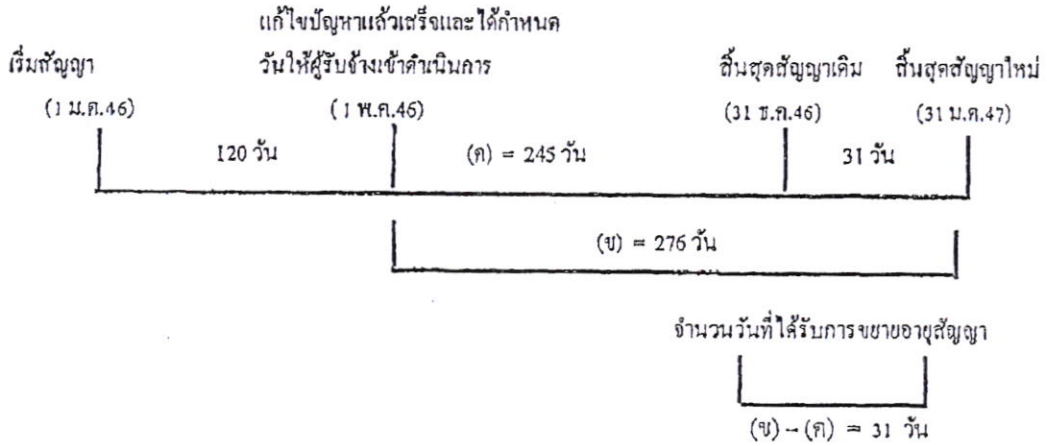 แก้ไขปัญหาแล้วเสร็จและได้กำหนด
เริ่มสัญญา วันให้ผู้รับจ้างเข้าดำเนินการ สิ้นสุดสัญญาเดิม สิ้นสุดสัญญาใหม่
(1 ม.ค.46) (1 พ.ค.46) (31 ธ.ค.46) (31 ม.ค.47)
120 วัน (ค) = 245 วัน 31 วัน
(ข) = 276 วัน
จำนวนวันที่ได้รับการขยายอายุสัญญา
(ข) – (ค) = 31 วัน